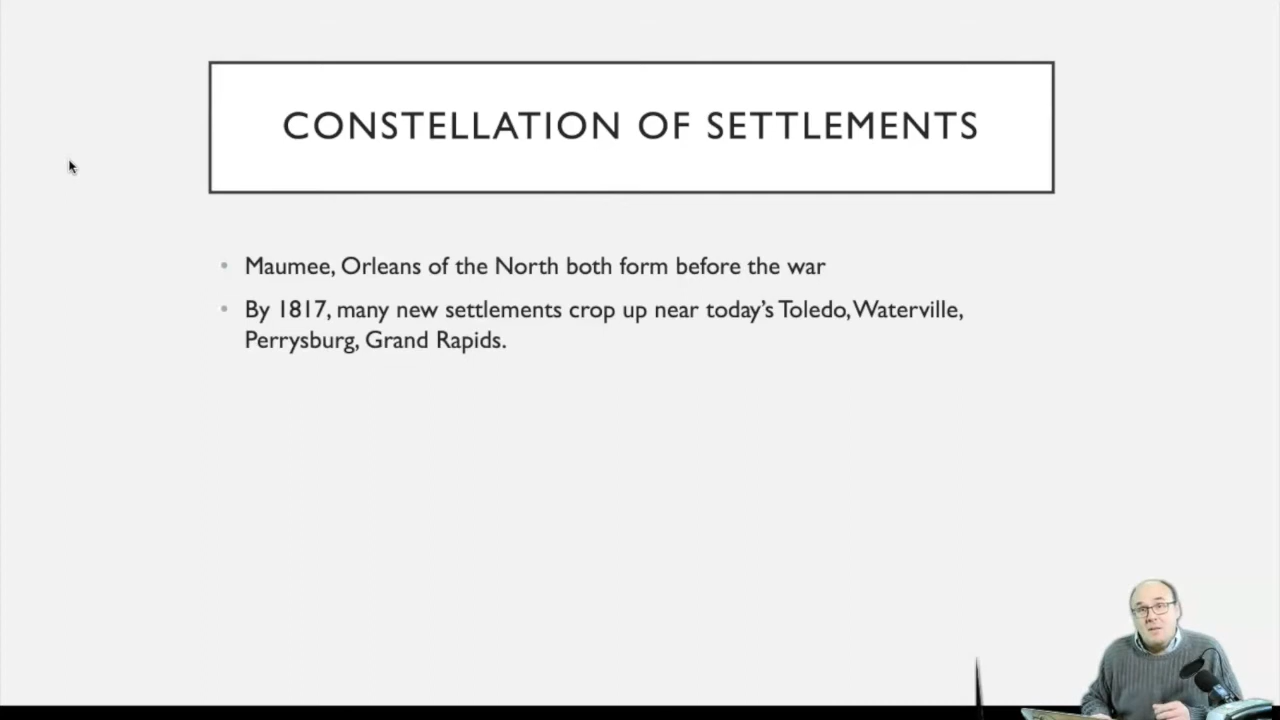 CONSTELLATION OF SETTLEMENTS
• Maumee, Orleans of the North both form before the war
• By 1817, many new settlements crop up near today’s Toledo, Waterville,
Perrysburg, Grand Rapids.